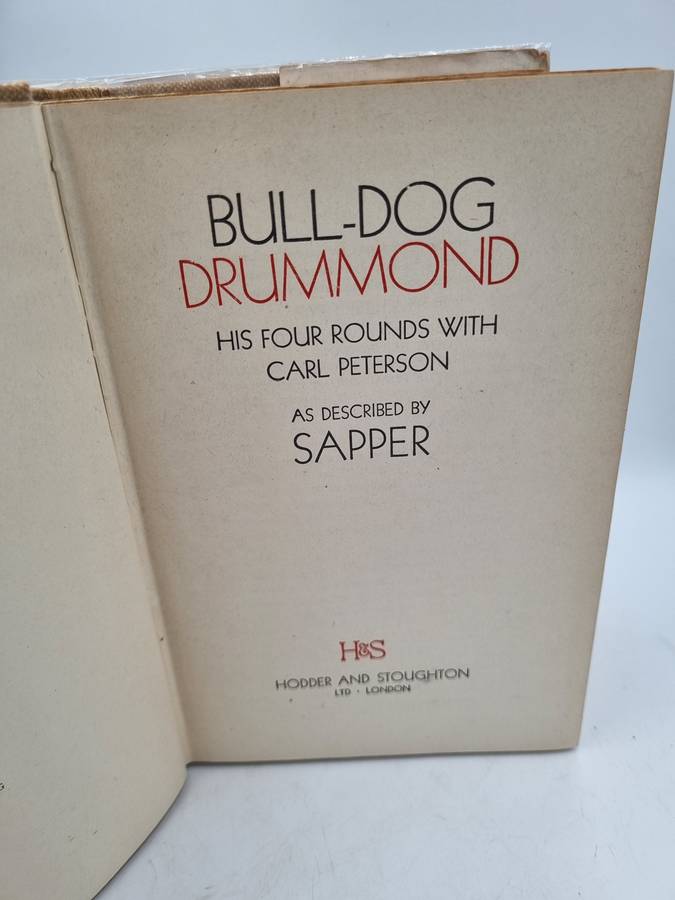 BULL-DOG
DRUMMOND
HIS FOUR ROUNDS WITH
CARL PETERSON
AS DESCRIBED BY
SAPPER
H&S
HODDER AND STOUGHTON
LTD · LONDON